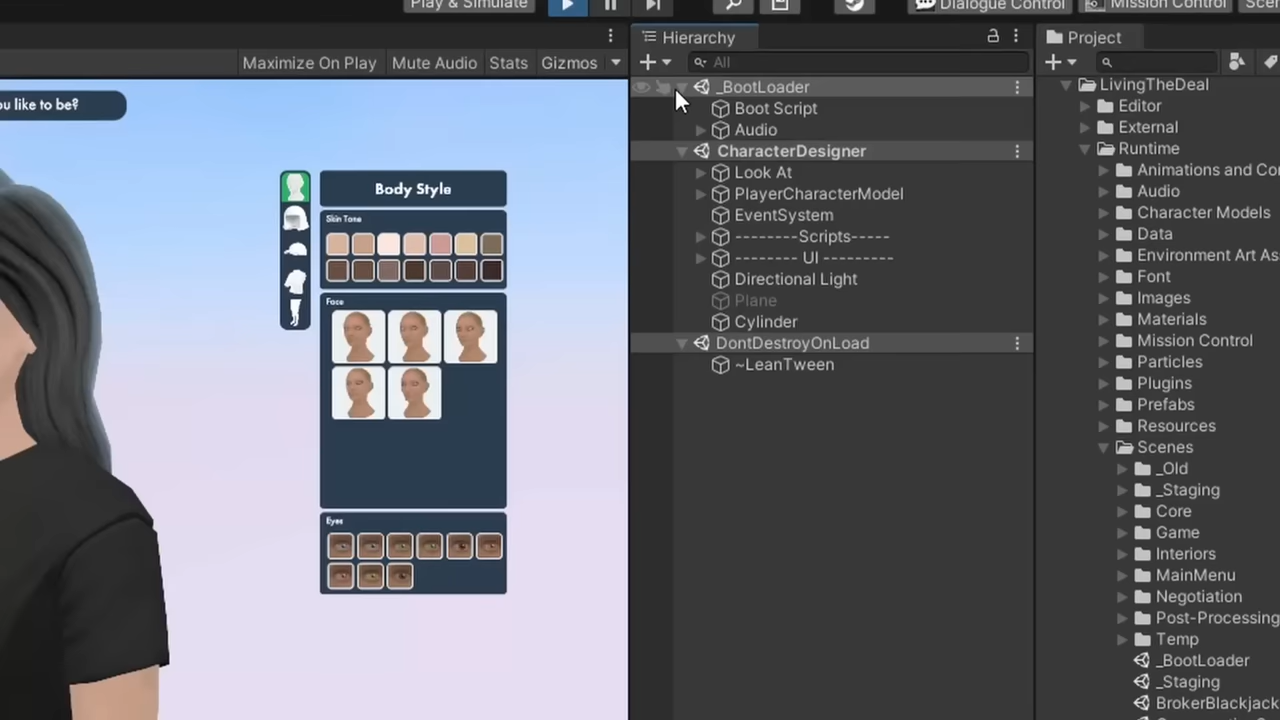 Play & Simulate
Dialogue Control
Mission Control
Maximize On Play
Mute Audio
Stats
Gizmos
ou like to be?
Body Style
Skin Tone
Face
Eyes
Hierarchy
All
_BootLoader
Boot Script
Audio
CharacterDesigner
Look At
PlayerCharacterModel
EventSystem
--------Scripts-----
-------- UI ---------
Directional Light
Plane
Cylinder
DontDestroyOnLoad
~LeanTween
Project
LivingTheDeal
Editor
External
Runtime
Animations and Co
Audio
Character Models
Data
Environment Art As
Font
Images
Materials
Mission Control
Particles
Plugins
Prefabs
Resources
Scenes
_Old
_Staging
Core
Game
Interiors
MainMenu
Negotiation
Post-Processing
Temp
_BootLoader
_Staging
BrokerBlackjack